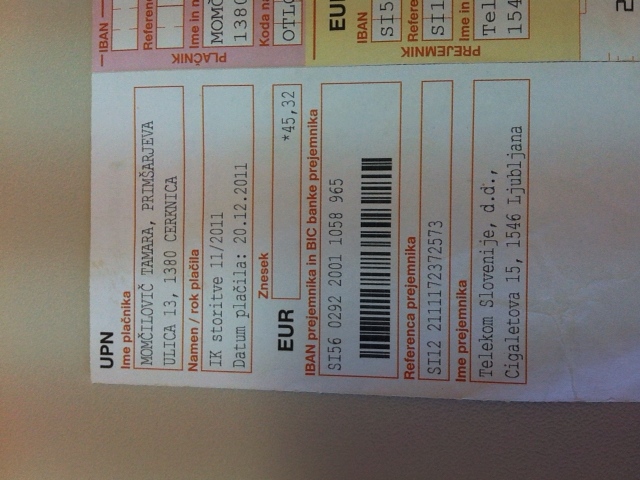 UPN
Ime plačnika
MOMČILOVIČ TAMARA, PRIMŠARJEVA
ULICA 13, 1380 CERKNICA
Namen / rok plačila
IK storitve 11/2011
Datum plačila: 20.12.2011
Znesek
EUR *45,32
IBAN prejemnika in BIC banke prejemnika
SI56 0292 2001 1058 965
Referenca prejemnika
SI12 2111172372573
Ime prejemnika
Telekom Slovenije, d.d.,
Cigaletova 15, 1546 Ljubljana
PLAČNIK
IBAN
Referen
Ime in n
MOMČ
1380
Koda na
OTLO
PREJEMNIK
EU
IBAN
SI5
Refere
SI1
Ime in
Tel
154